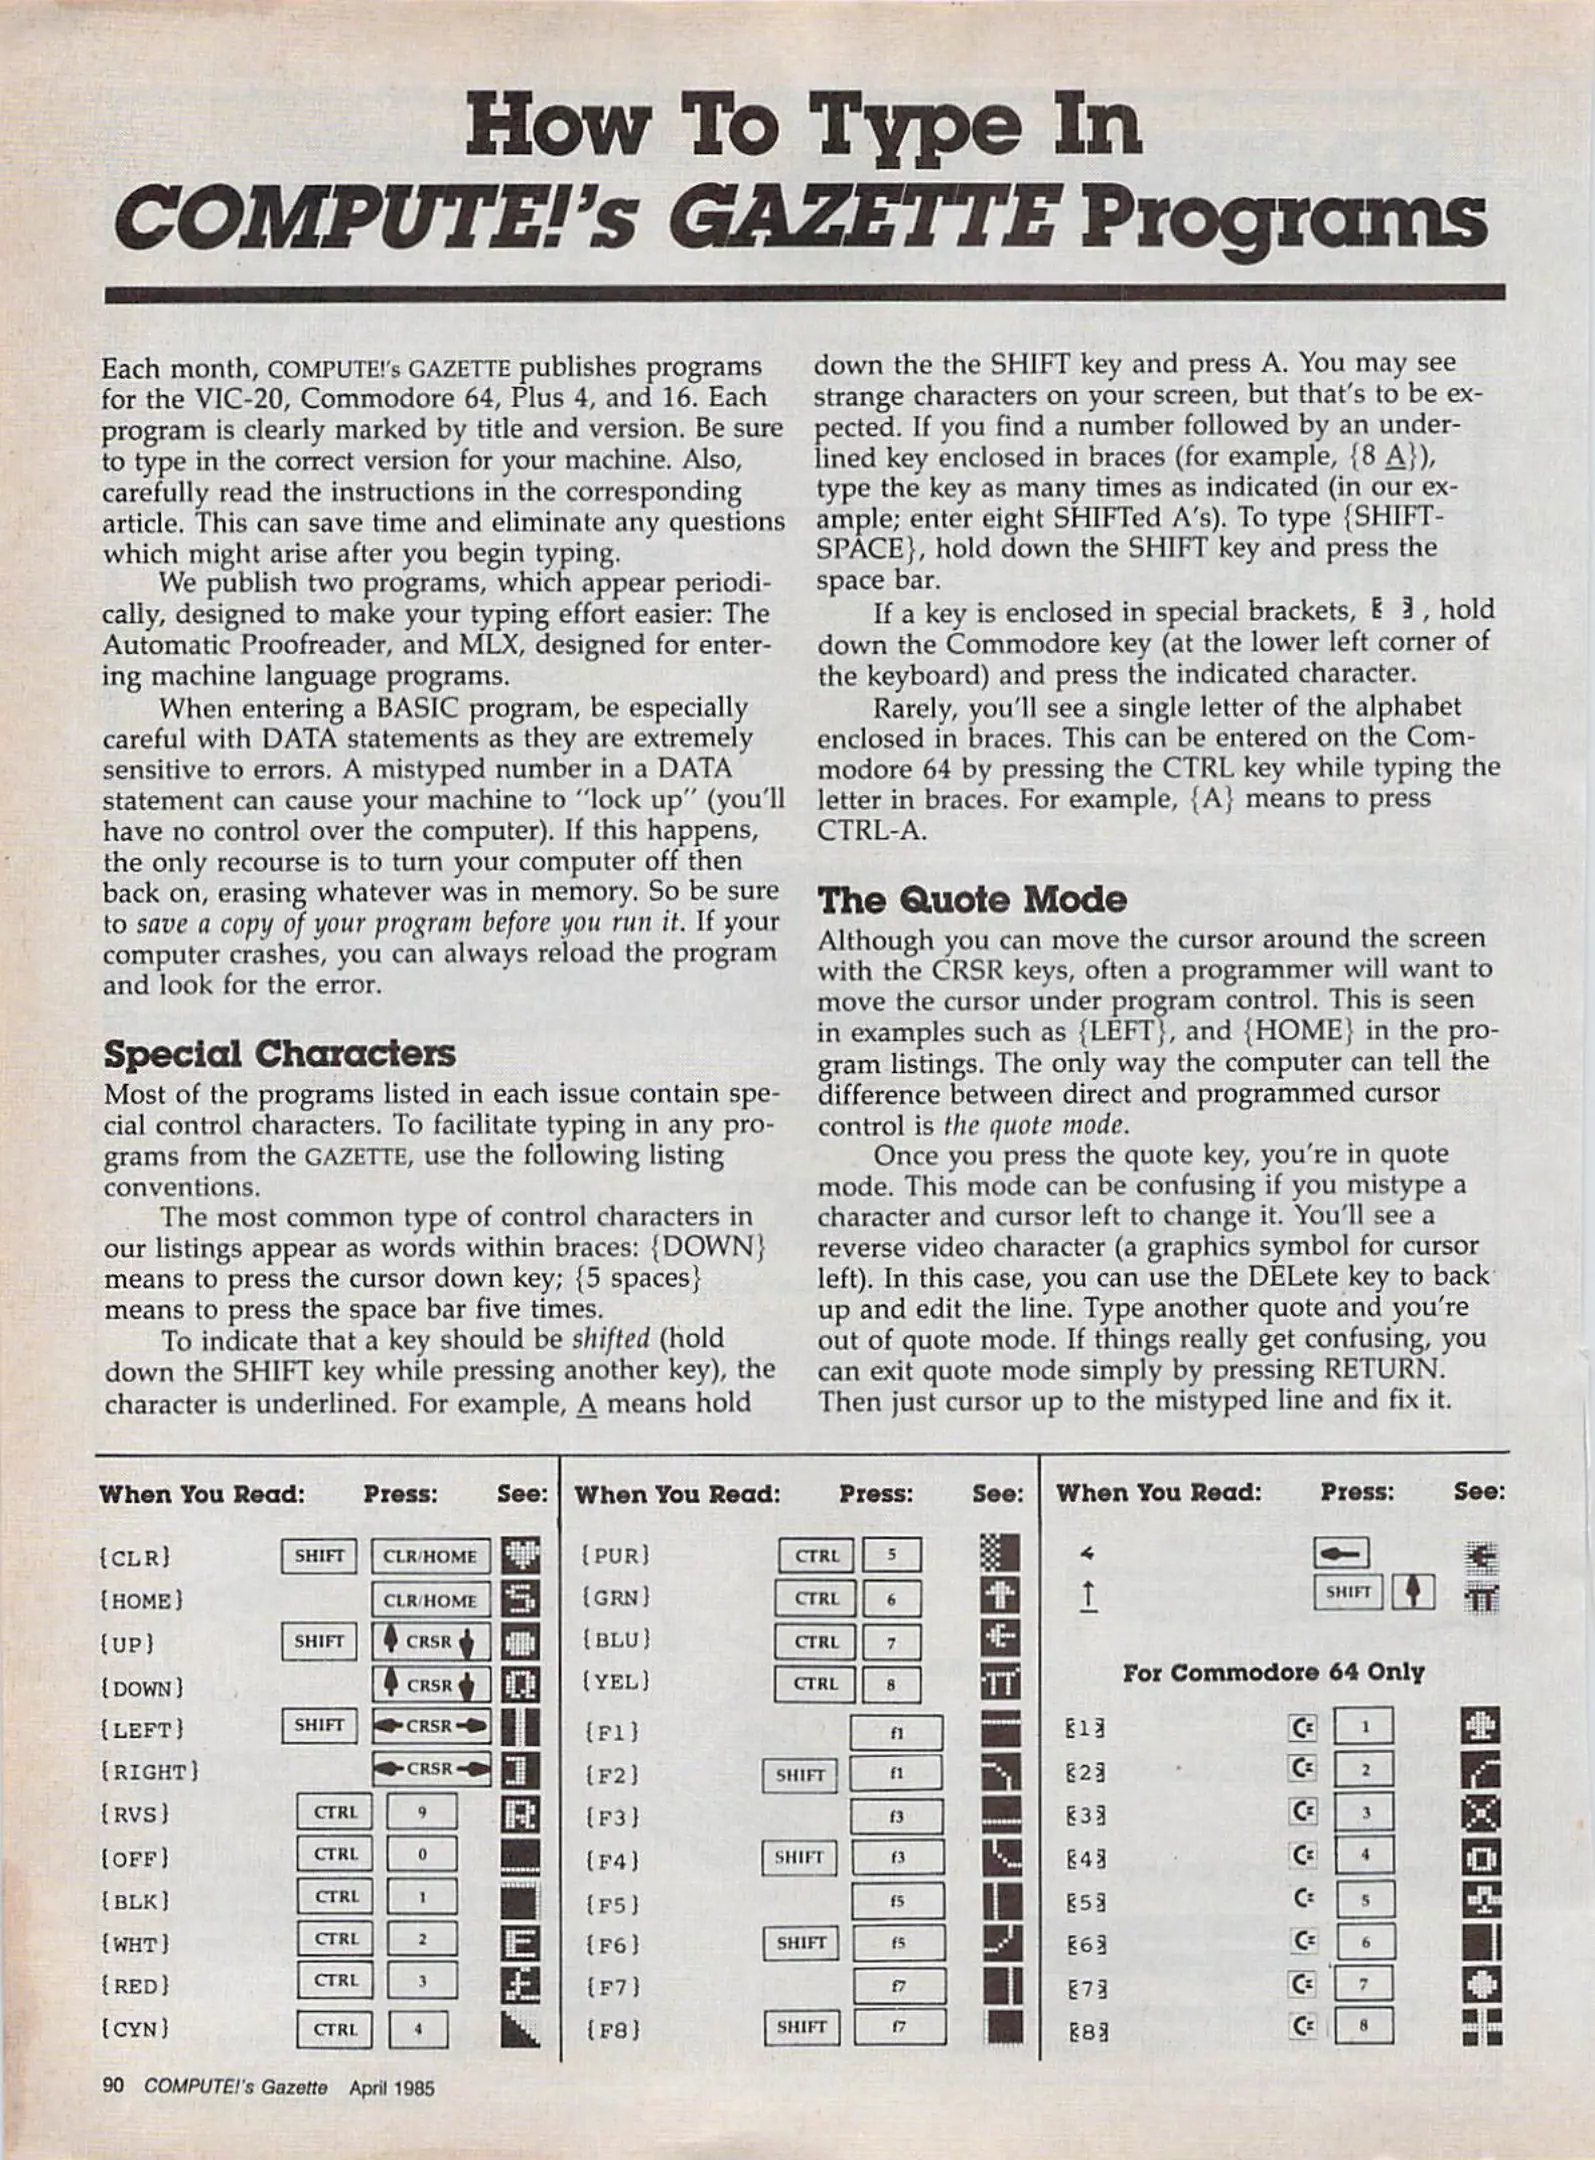 How To Type In
COMPUTE!'s GAZETTE Programs
Each month, COMPUTE!'s GAZETTE publishes programs
for the VIC-20, Commodore 64, Plus 4, and 16. Each
program is clearly marked by title and version. Be sure
to type in the correct version for your machine. Also,
carefully read the instructions in the corresponding
article. This can save time and eliminate any questions
which might arise after you begin typing.
We publish two programs, which appear periodi-
cally, designed to make your typing effort easier: The
Automatic Proofreader, and MLX, designed for enter-
ing machine language programs.
When entering a BASIC program, be especially
careful with DATA statements as they are extremely
sensitive to errors. A mistyped number in a DATA
statement can cause your machine to "lock up" (you'll
have no control over the computer). If this happens,
the only recourse is to turn your computer off then
back on, erasing whatever was in memory. So be sure
to save a copy of your program before you run it. If your
computer crashes, you can always reload the program
and look for the error.
Special Characters
Most of the programs listed in each issue contain spe-
cial control characters. To facilitate typing in any pro-
grams from the GAZETTE, use the following listing
conventions.
The most common type of control characters in
our listings appear as words within braces: {DOWN}
means to press the cursor down key; {5 spaces}
means to press the space bar five times.
To indicate that a key should be shifted (hold
down the SHIFT key while pressing another key), the
character is underlined. For example, A means hold
down the the SHIFT key and press A. You may see
strange characters on your screen, but that's to be ex-
pected. If you find a number followed by an under-
lined key enclosed in braces (for example, {8 A}),
type the key as many times as indicated (in our ex-
ample; enter eight SHIFTed A's). To type {SHIFT-
SPACE}, hold down the SHIFT key and press the
space bar.
If a key is enclosed in special brackets, [ ] , hold
down the Commodore key (at the lower left corner of
the keyboard) and press the indicated character.
Rarely, you'll see a single letter of the alphabet
enclosed in braces. This can be entered on the Com-
modore 64 by pressing the CTRL key while typing the
letter in braces. For example, {A} means to press
CTRL-A.
The Quote Mode
Although you can move the cursor around the screen
with the CRSR keys, often a programmer will want to
move the cursor under program control. This is seen
in examples such as {LEFT}, and {HOME} in the pro-
gram listings. The only way the computer can tell the
difference between direct and programmed cursor
control is the quote mode.
Once you press the quote key, you're in quote
mode. This mode can be confusing if you mistype a
character and cursor left to change it. You'll see a
reverse video character (a graphics symbol for cursor
left). In this case, you can use the DELete key to back
up and edit the line. Type another quote and you're
out of quote mode. If things really get confusing, you
can exit quote mode simply by pressing RETURN.
Then just cursor up to the mistyped line and fix it.
When You Read: Press: See:
{CLR} SHIFT CLR/HOME
{HOME} CLR/HOME
{UP} SHIFT CRSR
{DOWN} CRSR
{LEFT} SHIFT CRSR
{RIGHT} CRSR
{RVS} CTRL 9
{OFF} CTRL 0
{BLK} CTRL 1
{WHT} CTRL 2
{RED} CTRL 3
{CYN} CTRL 4
When You Read: Press: See:
{PUR} CTRL 5
{GRN} CTRL 6
{BLU} CTRL 7
{YEL} CTRL 8
{F1} f1
{F2} SHIFT f1
{F3} f3
{F4} SHIFT f3
{F5} f5
{F6} SHIFT f5
{F7} f7
{F8} SHIFT f7
When You Read: Press: See:
← ←
↑ SHIFT ↑ π
For Commodore 64 Only
[1] C= 1
[2] C= 2
[3] C= 3
[4] C= 4
[5] C= 5
[6] C= 6
[7] C= 7
[8] C= 8
90 COMPUTE!'s Gazette April 1985